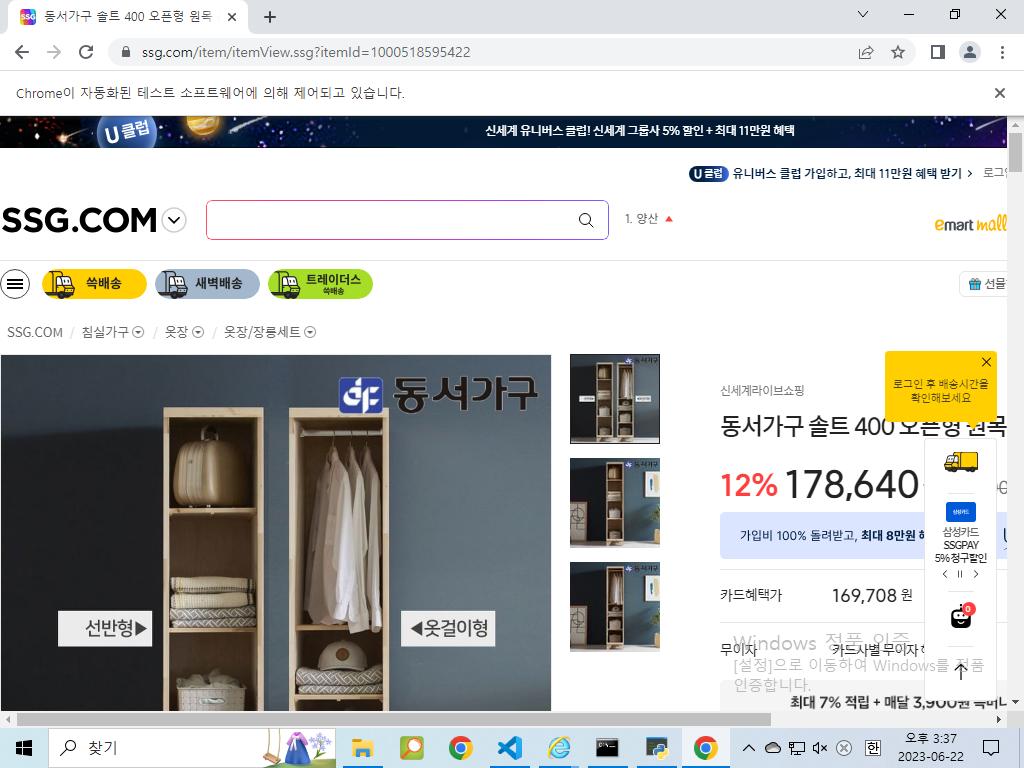 동서가구 솔트 400 오픈형 원목
ssg.com/item/itemView.ssg?itemId=1000518595422
Chrome이 자동화된 테스트 소프트웨어에 의해 제어되고 있습니다.
U클럽
신세계 유니버스 클럽! 신세계 그룹사 5% 할인 + 최대 11만원 혜택
U클럽 유니버스 클럽 가입하고, 최대 11만원 혜택 받기 >
SSG.COM
1. 양산 ▲
emart mall
쓱배송
새벽배송
트레이더스
쓱배송
선물
SSG.COM / 침실가구 / 옷장 / 옷장/장롱세트
동서가구
선반형▶
◀옷걸이형
신세계라이브쇼핑
로그인 후 배송시간을
확인해보세요
동서가구 솔트 400 오픈형 원목
12% 178,640
가입비 100% 돌려받고, 최대 8만원
삼성카드
삼성카드
SSGPAY
5% 청구할인
카드혜택가 169,708 원
0
무이자 카드사별 무이자
Windows 정품 인증
[설정]으로 이동하여 Windows를 정품
인증합니다.
최대 7% 적립 + 매달 3,900원
찾기
한
오후 3:37
2023-06-22